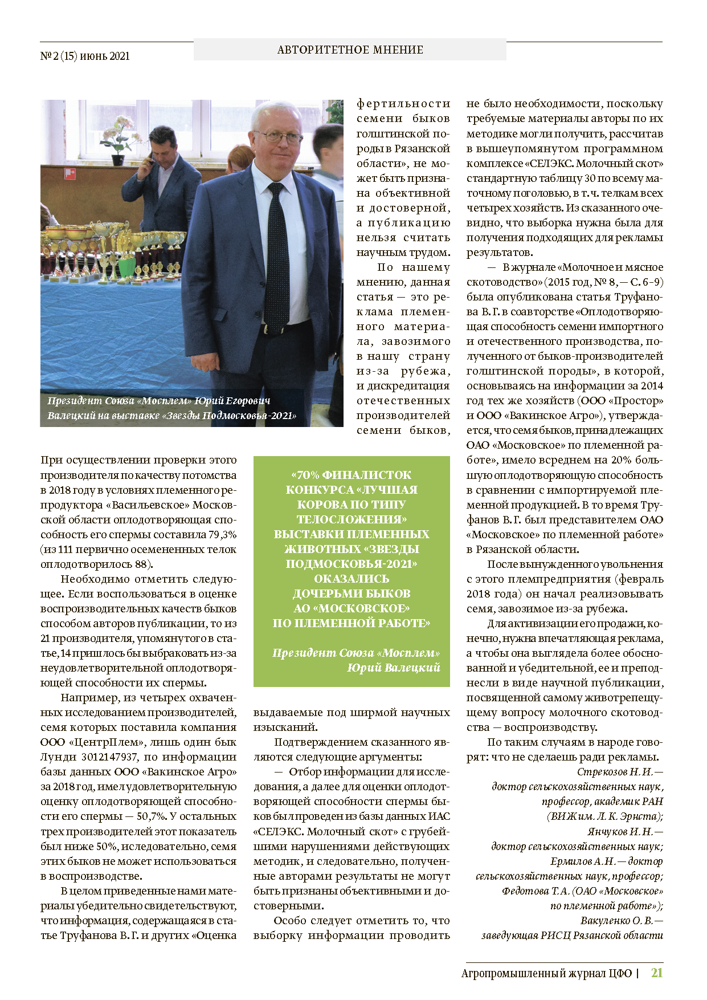 № 2 (15) июнь 2021
АВТОРИТЕТНОЕ МНЕНИЕ
Президент Союза «Мосплем» Юрий Егорович
Валецкий на выставке «Звезды Подмосковья-2021»
При осуществлении проверки этого
производителя по качеству потомства
в 2018 году в условиях племенного ре-
продуктора «Васильевское» Москов-
ской области оплодотворяющая спо-
собность его спермы составила 79,3%
(из 111 первично осемененных телок
оплодотворилось 88).
Необходимо отметить следую-
щее. Если воспользоваться в оценке
воспроизводительных качеств быков
способом авторов публикации, то из
21 производителя, упомянутого в ста-
тье, 14 пришлось бы выбраковать из-за
неудовлетворительной оплодотворя-
ющей способности их спермы.
Например, из четырех охвачен-
ных исследованием производителей,
семя которых поставила компания
ООО «ЦентрПлем», лишь один бык
Лунди 3012147937, по информации
базы данных ООО «Вакинское Агро»
за 2018 год, имел удовлетворительную
оценку оплодотворяющей способно-
сти его спермы — 50,7%. У остальных
трех производителей этот показатель
был ниже 50%, и следовательно, семя
этих быков не может использоваться
в воспроизводстве.
В целом приведенные нами мате-
риалы убедительно свидетельствуют,
что информация, содержащаяся в ста-
тье Труфанова В. Г. и других «Оценка
фертильности
семени быков
голштинской по-
роды в Рязанской
области», не мо-
жет быть призна-
на объективной
и достоверной,
а публикацию
нельзя считать
научным трудом.
По нашему
мнению, данная
статья — это ре-
клама племен-
ного материа-
ла, завозимого
в нашу страну
из-за рубежа,
и дискредитация
отечественных
производителей
семени быков,
«70% ФИНАЛИСТОК
КОНКУРСА «ЛУЧШАЯ
КОРОВА ПО ТИПУ
ТЕЛОСЛОЖЕНИЯ»
ВЫСТАВКИ ПЛЕМЕННЫХ
ЖИВОТНЫХ «ЗВЕЗДЫ
ПОДМОСКОВЬЯ-2021»
ОКАЗАЛИСЬ
ДОЧЕРЬМИ БЫКОВ
АО «МОСКОВСКОЕ»
ПО ПЛЕМЕННОЙ РАБОТЕ»
Президент Союза «Мосплем»
Юрий Валецкий
выдаваемые под ширмой научных
изысканий.
Подтверждением сказанного яв-
ляются следующие аргументы:
— Отбор информации для иссле-
дования, а далее для оценки оплодот-
воряющей способности спермы бы-
ков был проведен из базы данных ИАС
«СЕЛЭКС. Молочный скот» с грубей-
шими нарушениями действующих
методик, и следовательно, получен-
ные авторами результаты не могут
быть признаны объективными и до-
стоверными.
Особо следует отметить то, что
выборку информации проводить
не было необходимости, поскольку
требуемые материалы авторы по их
методике могли получить, рассчитав
в вышеупомянутом программном
комплексе «СЕЛЭКС. Молочный скот»
стандартную таблицу 30 по всему ма-
точному поголовью, в т. ч. телкам всех
четырех хозяйств. Из сказанного оче-
видно, что выборка нужна была для
получения подходящих для рекламы
результатов.
— В журнале «Молочное и мясное
скотоводство» (2015 год, № 8, — С. 6–9)
была опубликована статья Труфано-
ва В. Г. в соавторстве «Оплодотворяю-
щая способность семени импортного
и отечественного производства, по-
лученного от быков-производителей
голштинской породы», в которой,
основываясь на информации за 2014
год тех же хозяйств (ООО «Простор»
и ООО «Вакинское Агро»), утвержда-
ется, что семя быков, принадлежащих
ОАО «Московское» по племенной ра-
боте», имело всреднем на 20% боль-
шую оплодотворяющую способность
в сравнении с импортируемой пле-
менной продукцией. В то время Тру-
фанов В. Г. был представителем ОАО
«Московское» по племенной работе»
в Рязанской области.
После вынужденного увольнения
с этого племпредприятия (февраль
2018 года) он начал реализовывать
семя, завозимое из-за рубежа.
Для активизации его продажи, ко-
нечно, нужна впечатляющая реклама,
а чтобы она выглядела более обосно-
ванной и убедительной, ее и препод-
несли в виде научной публикации,
посвященной самому животрепещу-
щему вопросу молочного скотовод-
ства — воспроизводству.
По таким случаям в народе гово-
рят: что не сделаешь ради рекламы.
Стрекозов Н. И.—
доктор сельскохозяйственных наук,
профессор, академик РАН
(ВИЖ им. Л. К. Эрнста);
Янчуков И. Н.—
доктор сельскохозяйственных наук;
Ермилов А. Н. — доктор
сельскохозяйственных наук, профессор;
Федотова Т. А. (ОАО «Московское»
по племенной работе»);
Вакуленко О. В.—
заведующая РИСЦ Рязанской области
Агропромышленный журнал ЦФО | 21